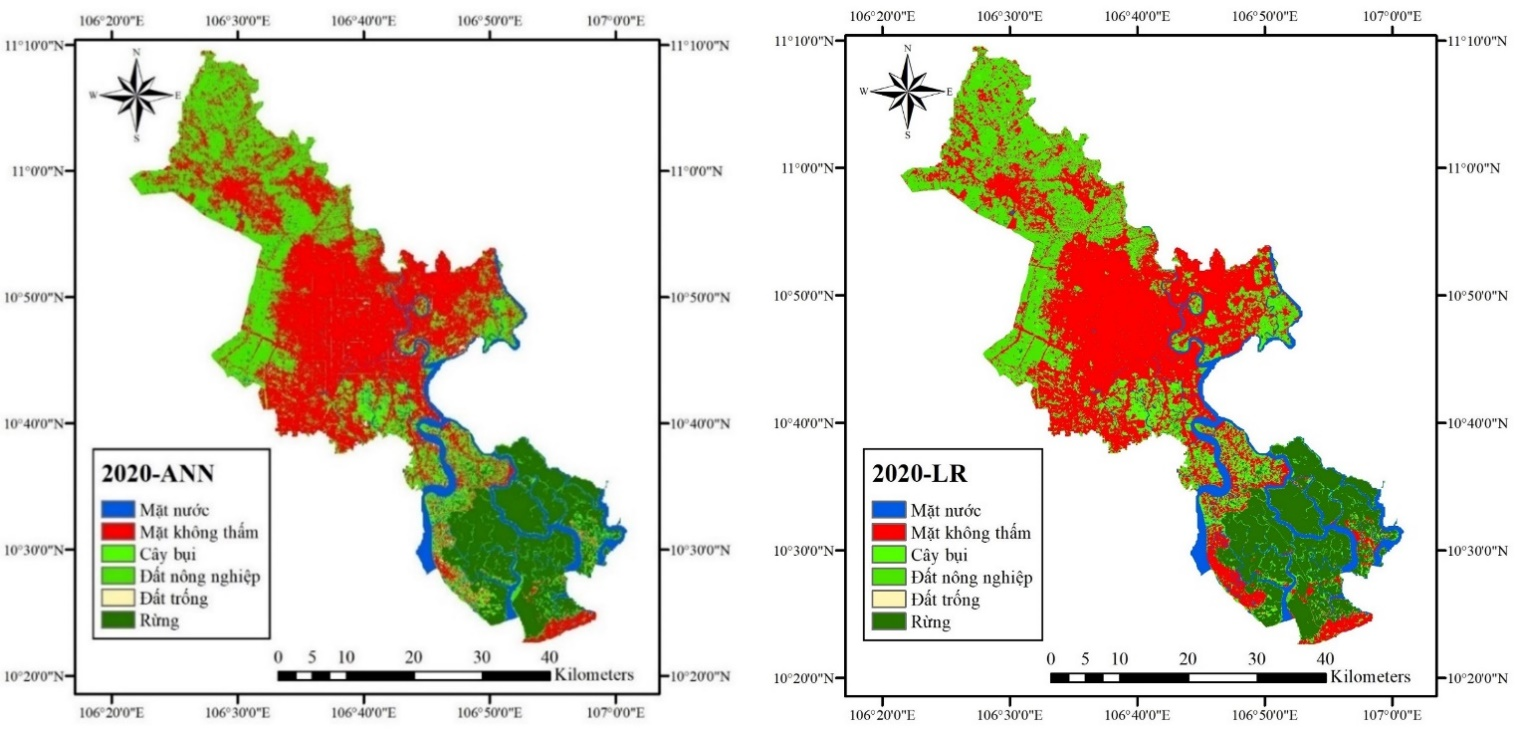 106°20'0"E 106°30'0"E 106°40'0"E 106°50'0"E 107°0'0"E
11°10'0"N 11°10'0"N
N
W E
S
11°0'0"N 11°0'0"N
10°50'0"N 10°50'0"N
10°40'0"N 10°40'0"N
2020-ANN
Mặt nước
Mặt không thấm
Cây bụi
Đất nông nghiệp
Đất trống
Rừng
10°30'0"N 10°30'0"N
0 5 10 20 30 40
Kilometers
10°20'0"N 10°20'0"N
106°20'0"E 106°30'0"E 106°40'0"E 106°50'0"E 107°0'0"E
106°20'0"E 106°30'0"E 106°40'0"E 106°50'0"E 107°0'0"E
11°10'0"N 11°10'0"N
N
W E
S
11°0'0"N 11°0'0"N
10°50'0"N 10°50'0"N
10°40'0"N 10°40'0"N
2020-LR
Mặt nước
Mặt không thấm
Cây bụi
Đất nông nghiệp
Đất trống
Rừng
10°30'0"N 10°30'0"N
0 5 10 20 30 40
Kilometers
10°20'0"N 10°20'0"N
106°20'0"E 106°30'0"E 106°40'0"E 106°50'0"E 107°0'0"E